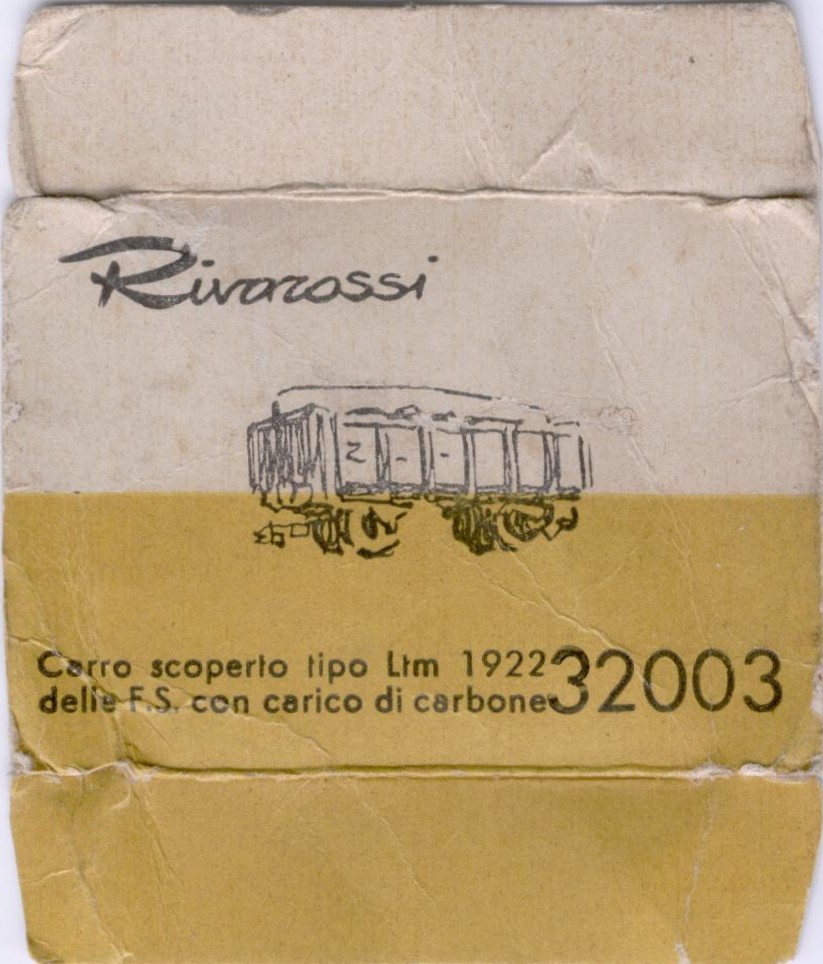 Rivarossi
Carro scoperto tipo Ltm 1922
delle F.S. con carico di carbone
32003